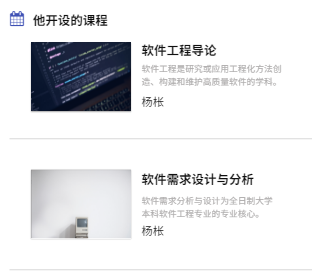 他开设的课程
软件工程导论
软件工程是研究或应用工程化方法创
造、构建和维护高质量软件的学科。
杨枨
软件需求设计与分析
软件需求分析与设计为全日制大学
本科软件工程专业的专业核心。
杨枨